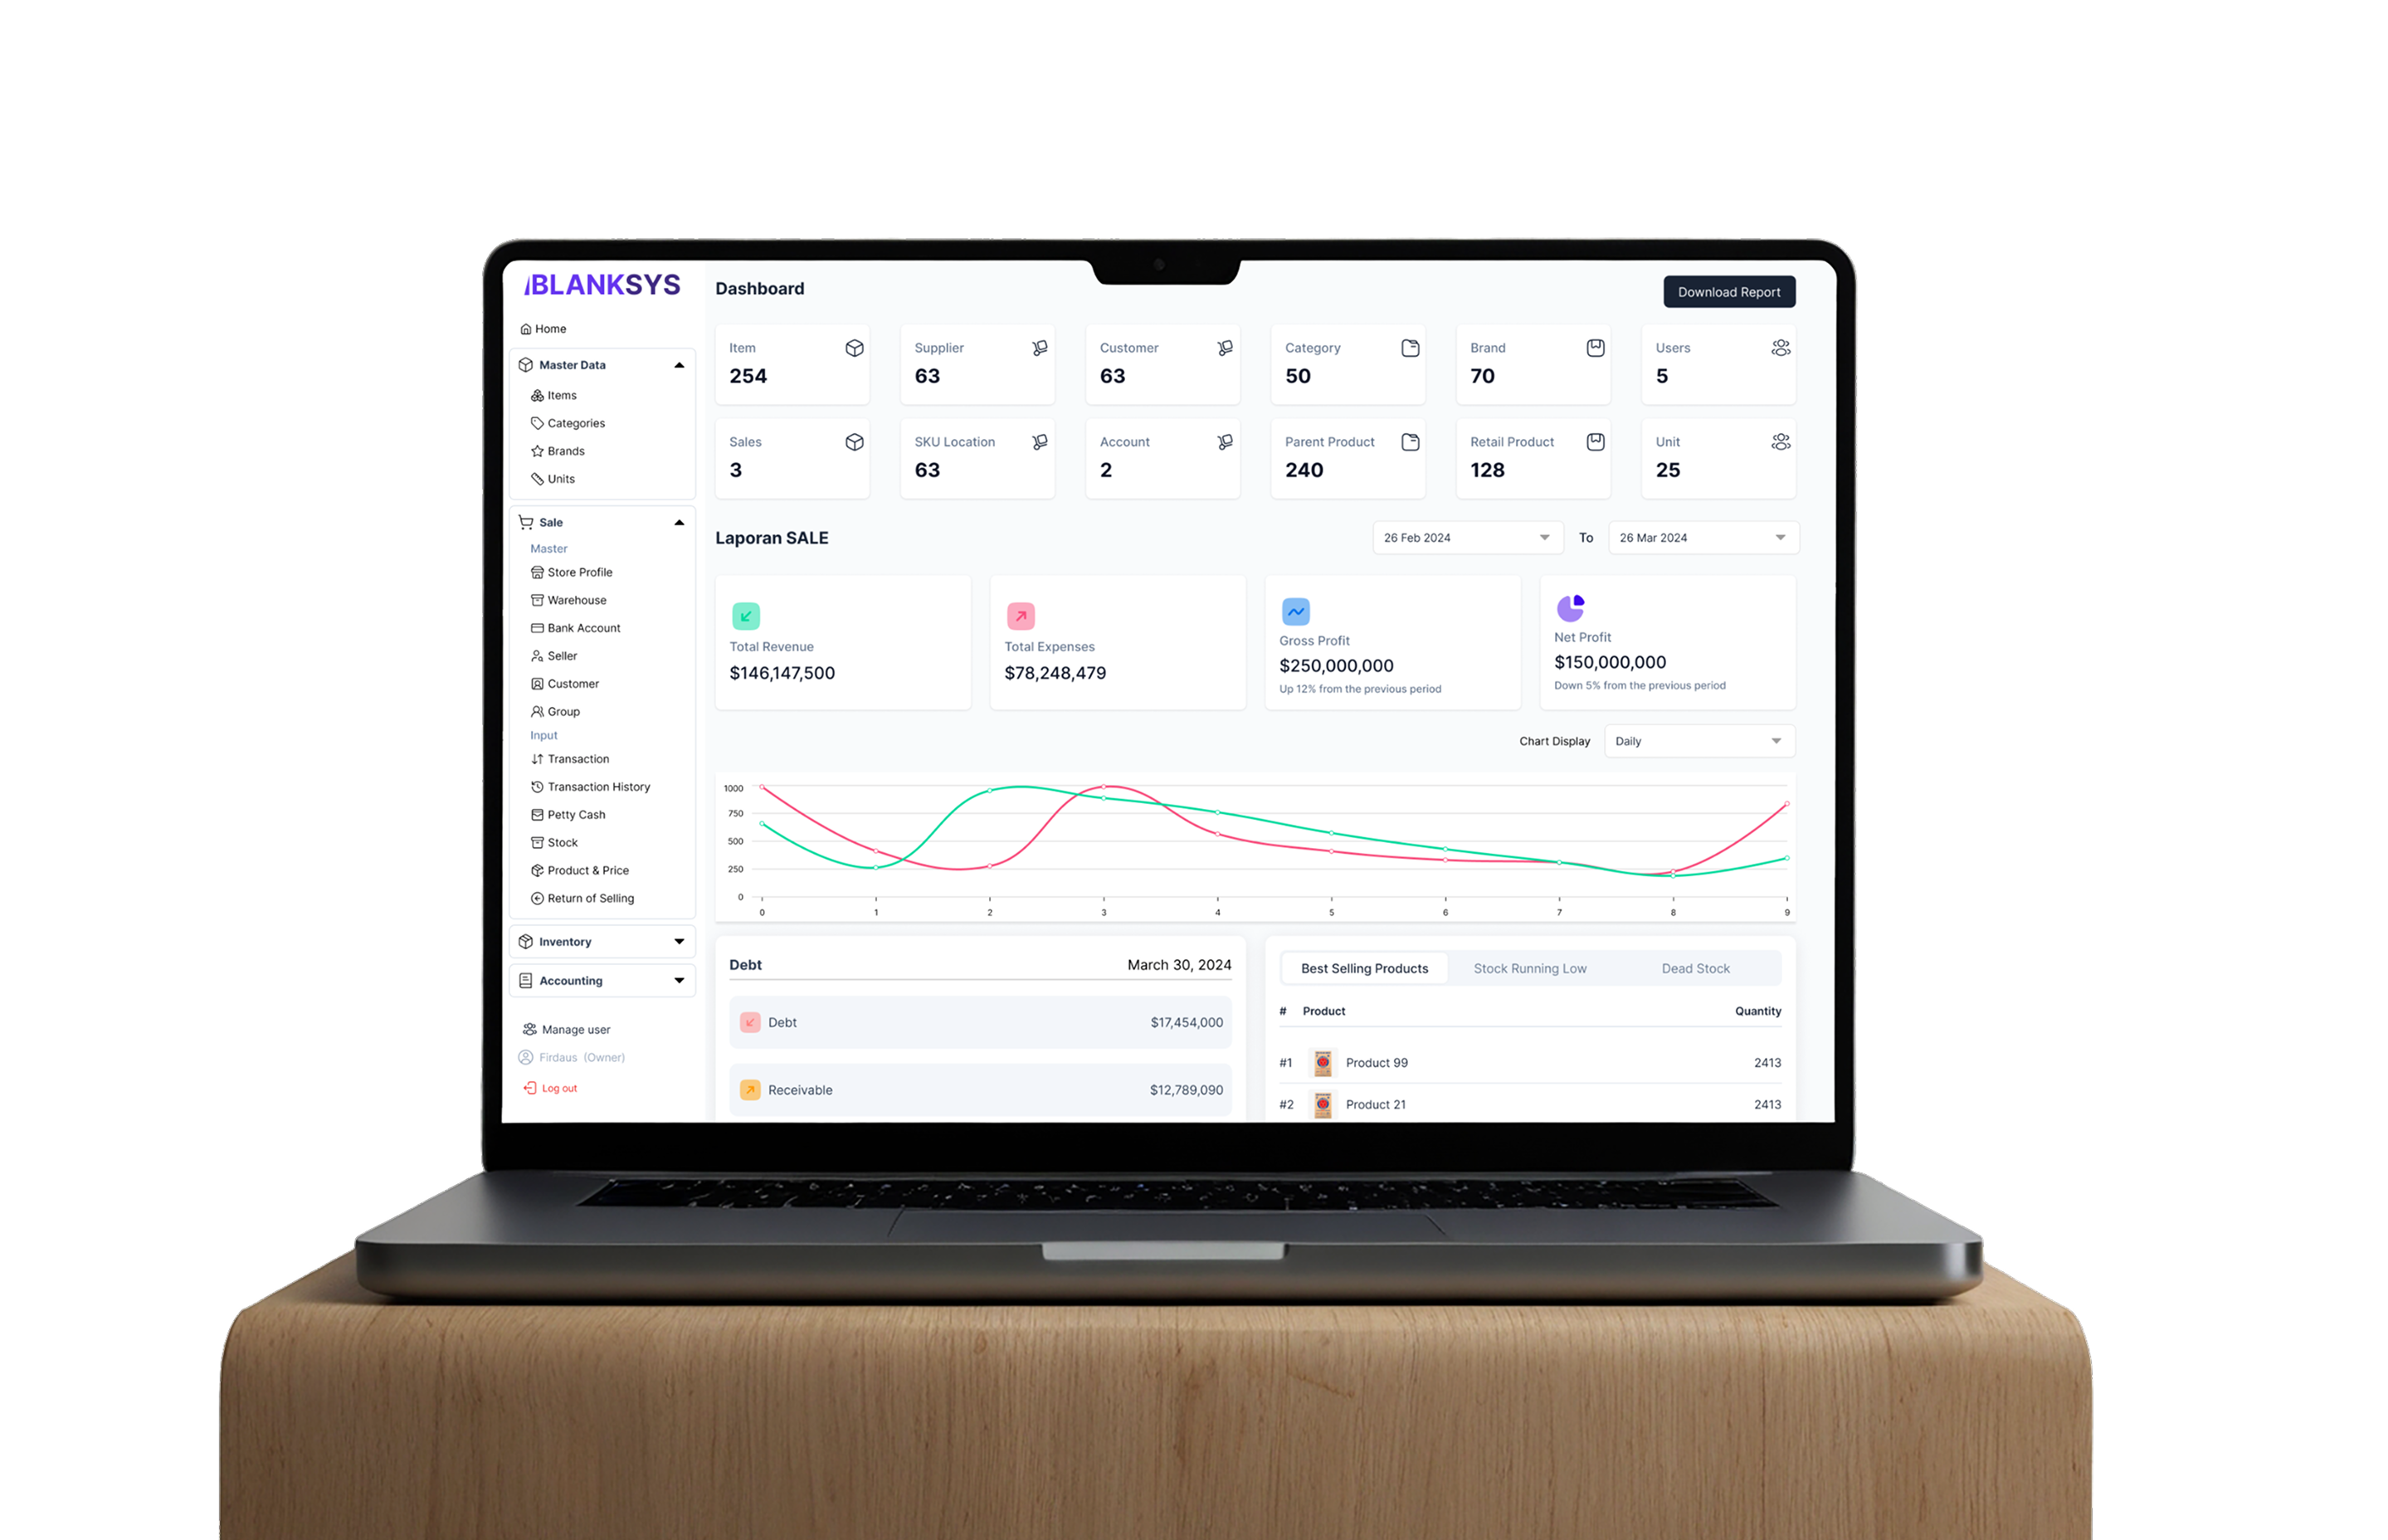 BLANKSYS
Home
Master Data
Items
Categories
Brands
Units
Sale
Master
Store Profile
Warehouse
Bank Account
Seller
Customer
Group
Input
Transaction
Transaction History
Petty Cash
Stock
Product & Price
Return of Selling
Inventory
Accounting
Manage user
Firdaus (Owner)
Log out
Dashboard
Download Report
Item
254
Supplier
63
Customer
63
Category
50
Brand
70
Users
5
Sales
3
SKU Location
63
Account
2
Parent Product
240
Retail Product
128
Unit
25
Laporan SALE
26 Feb 2024 To 26 Mar 2024
Total Revenue
$146,147,500
Total Expenses
$78,248,479
Gross Profit
$250,000,000
Up 12% from the previous period
Net Profit
$150,000,000
Down 5% from the previous period
Chart Display Daily
1000
750
500
250
0
0 1 2 3 4 5 6 7 8 9
Debt March 30, 2024
Debt $17,454,000
Receivable $12,789,090
Best Selling Products Stock Running Low Dead Stock
# Product Quantity
#1 Product 99 2413
#2 Product 21 2413